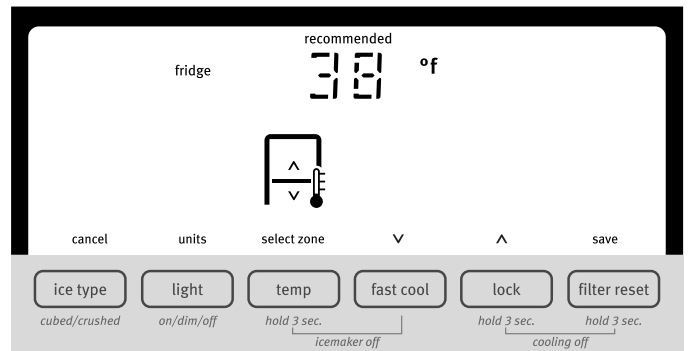 recommended
fridge 38 °f
cancel units select zone ∨ ∧ save
ice type light temp fast cool lock filter reset
cubed/crushed on/dim/off hold 3 sec. hold 3 sec. hold 3 sec.
icemaker off cooling off